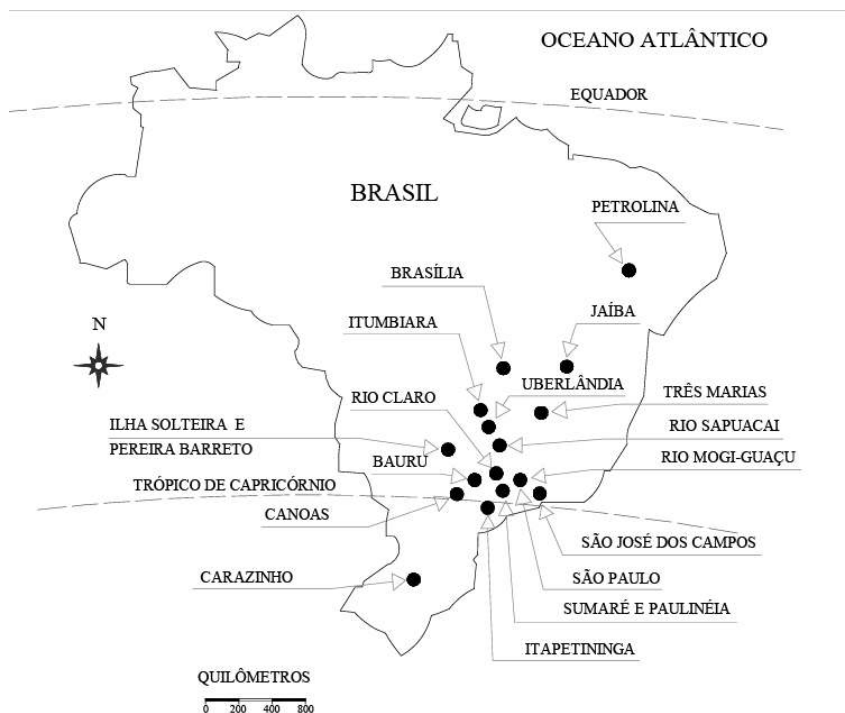 OCEANO ATLÂNTICO
EQUADOR
BRASIL
PETROLINA
BRASÍLIA
JAÍBA
N
ITUMBIARA
UBERLÂNDIA
TRÊS MARIAS
RIO CLARO
ILHA SOLTEIRA E
PEREIRA BARRETO
RIO SAPUACAI
BAURU
RIO MOGI-GUAÇU
TRÓPICO DE CAPRICÓRNIO
CANOAS
SÃO JOSÉ DOS CAMPOS
CARAZINHO
SÃO PAULO
SUMARÉ E PAULINÉIA
ITAPETININGA
QUILÔMETROS
0 200 400 600 800